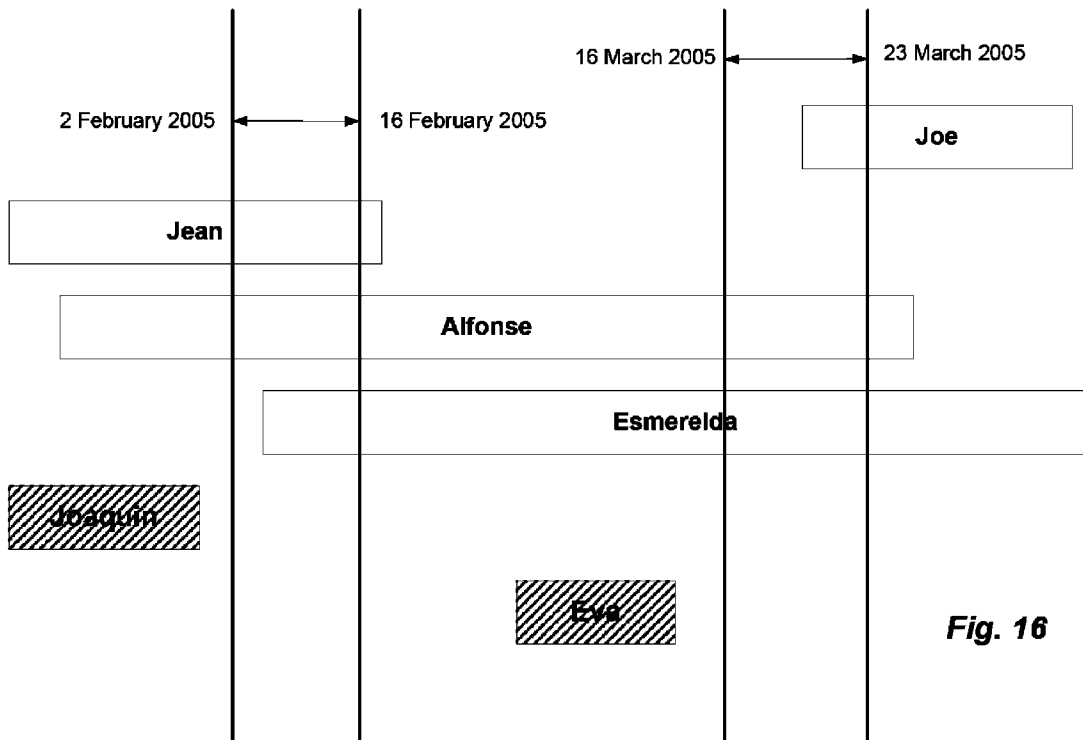 16 March 2005
23 March 2005
2 February 2005
16 February 2005
Joe
Jean
Alfonse
Esmerelda
Joaquin
Eva
Fig. 16